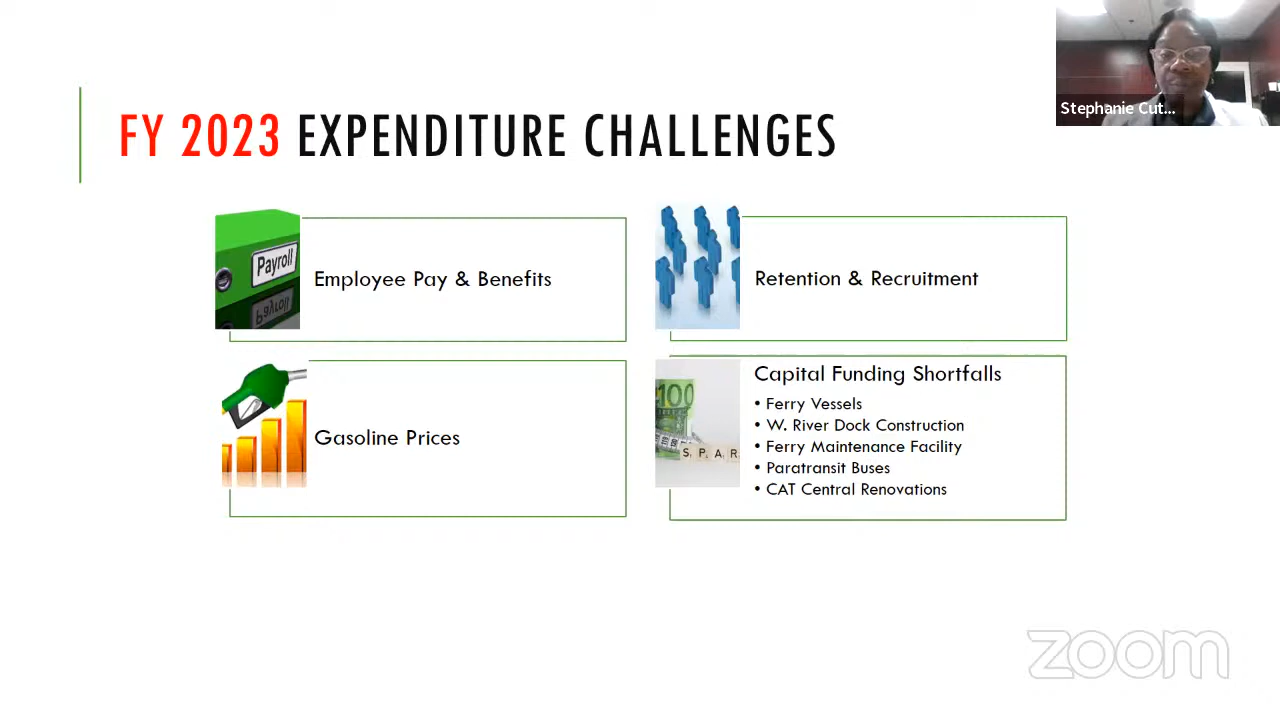 Stephanie Cut...
FY 2023 EXPENDITURE CHALLENGES
Payroll
Employee Pay & Benefits
Retention & Recruitment
Gasoline Prices
100
S P A R
Capital Funding Shortfalls
• Ferry Vessels
• W. River Dock Construction
• Ferry Maintenance Facility
• Paratransit Buses
• CAT Central Renovations
zoom